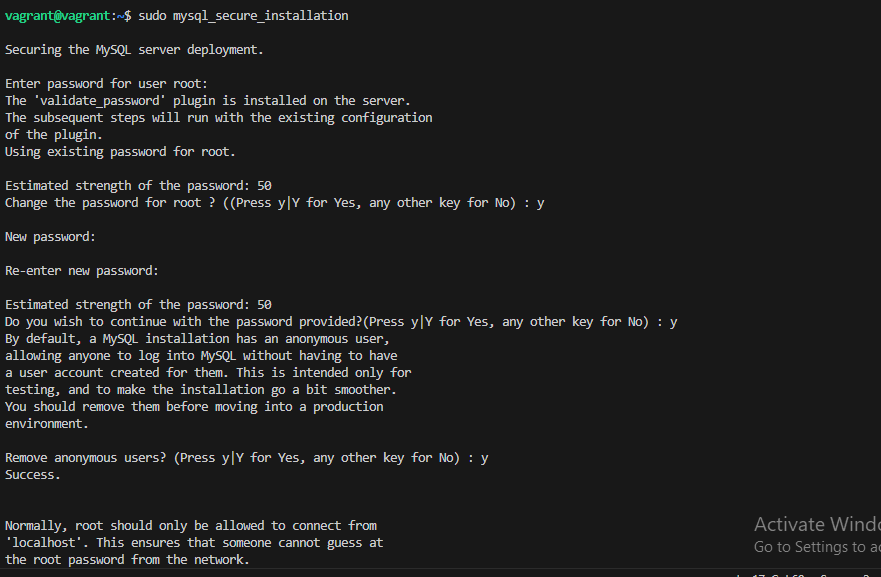 vagrant@vagrant:~$ sudo mysql_secure_installation
Securing the MySQL server deployment.
Enter password for user root:
The 'validate_password' plugin is installed on the server.
The subsequent steps will run with the existing configuration
of the plugin.
Using existing password for root.
Estimated strength of the password: 50
Change the password for root ? ((Press y|Y for Yes, any other key for No) : y
New password:
Re-enter new password:
Estimated strength of the password: 50
Do you wish to continue with the password provided?(Press y|Y for Yes, any other key for No) : y
By default, a MySQL installation has an anonymous user,
allowing anyone to log into MySQL without having to have
a user account created for them. This is intended only for
testing, and to make the installation go a bit smoother.
You should remove them before moving into a production
environment.
Remove anonymous users? (Press y|Y for Yes, any other key for No) : y
Success.
Normally, root should only be allowed to connect from
'localhost'. This ensures that someone cannot guess at
the root password from the network.
Activate Windo
Go to Settings to a